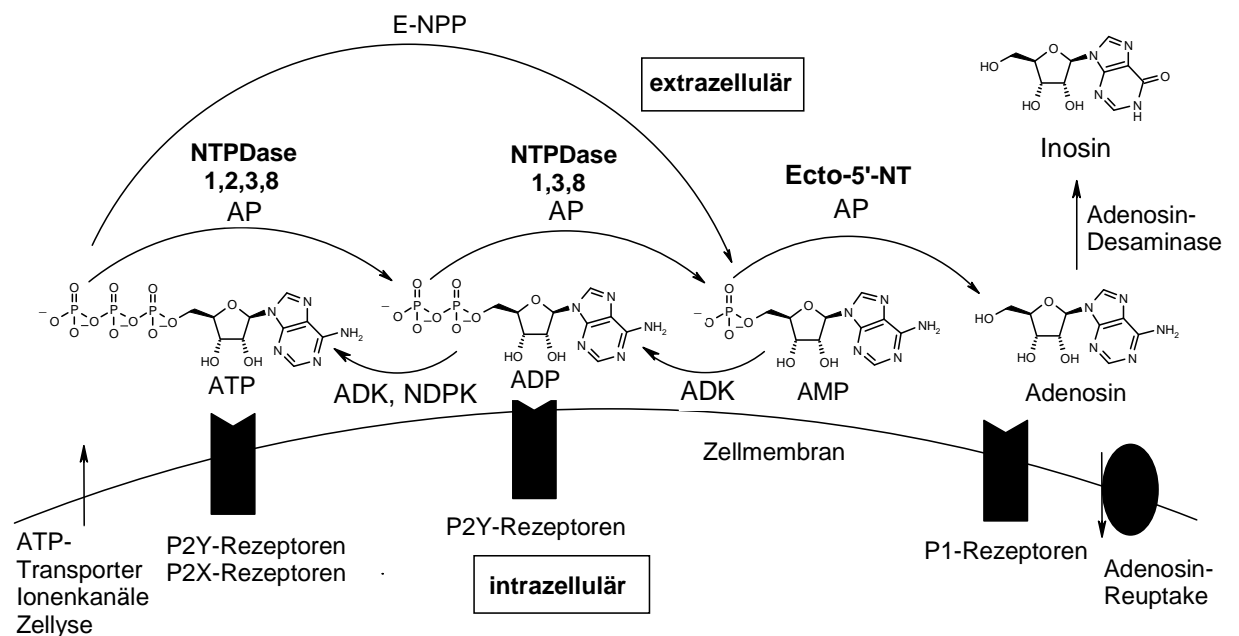 E-NPP
extrazellulär
NTPDase
1,2,3,8
AP
NTPDase
1,3,8
AP
Ecto-5'-NT
AP
Inosin
Adenosin-
Desaminase
ATP
ADK, NDPK
ADP
ADK
AMP
Adenosin
Zellmembran
ATP-
Transporter
Ionenkanäle
Zellyse
P2Y-Rezeptoren
P2X-Rezeptoren
P2Y-Rezeptoren
intrazellulär
P1-Rezeptoren
Adenosin-
Reuptake